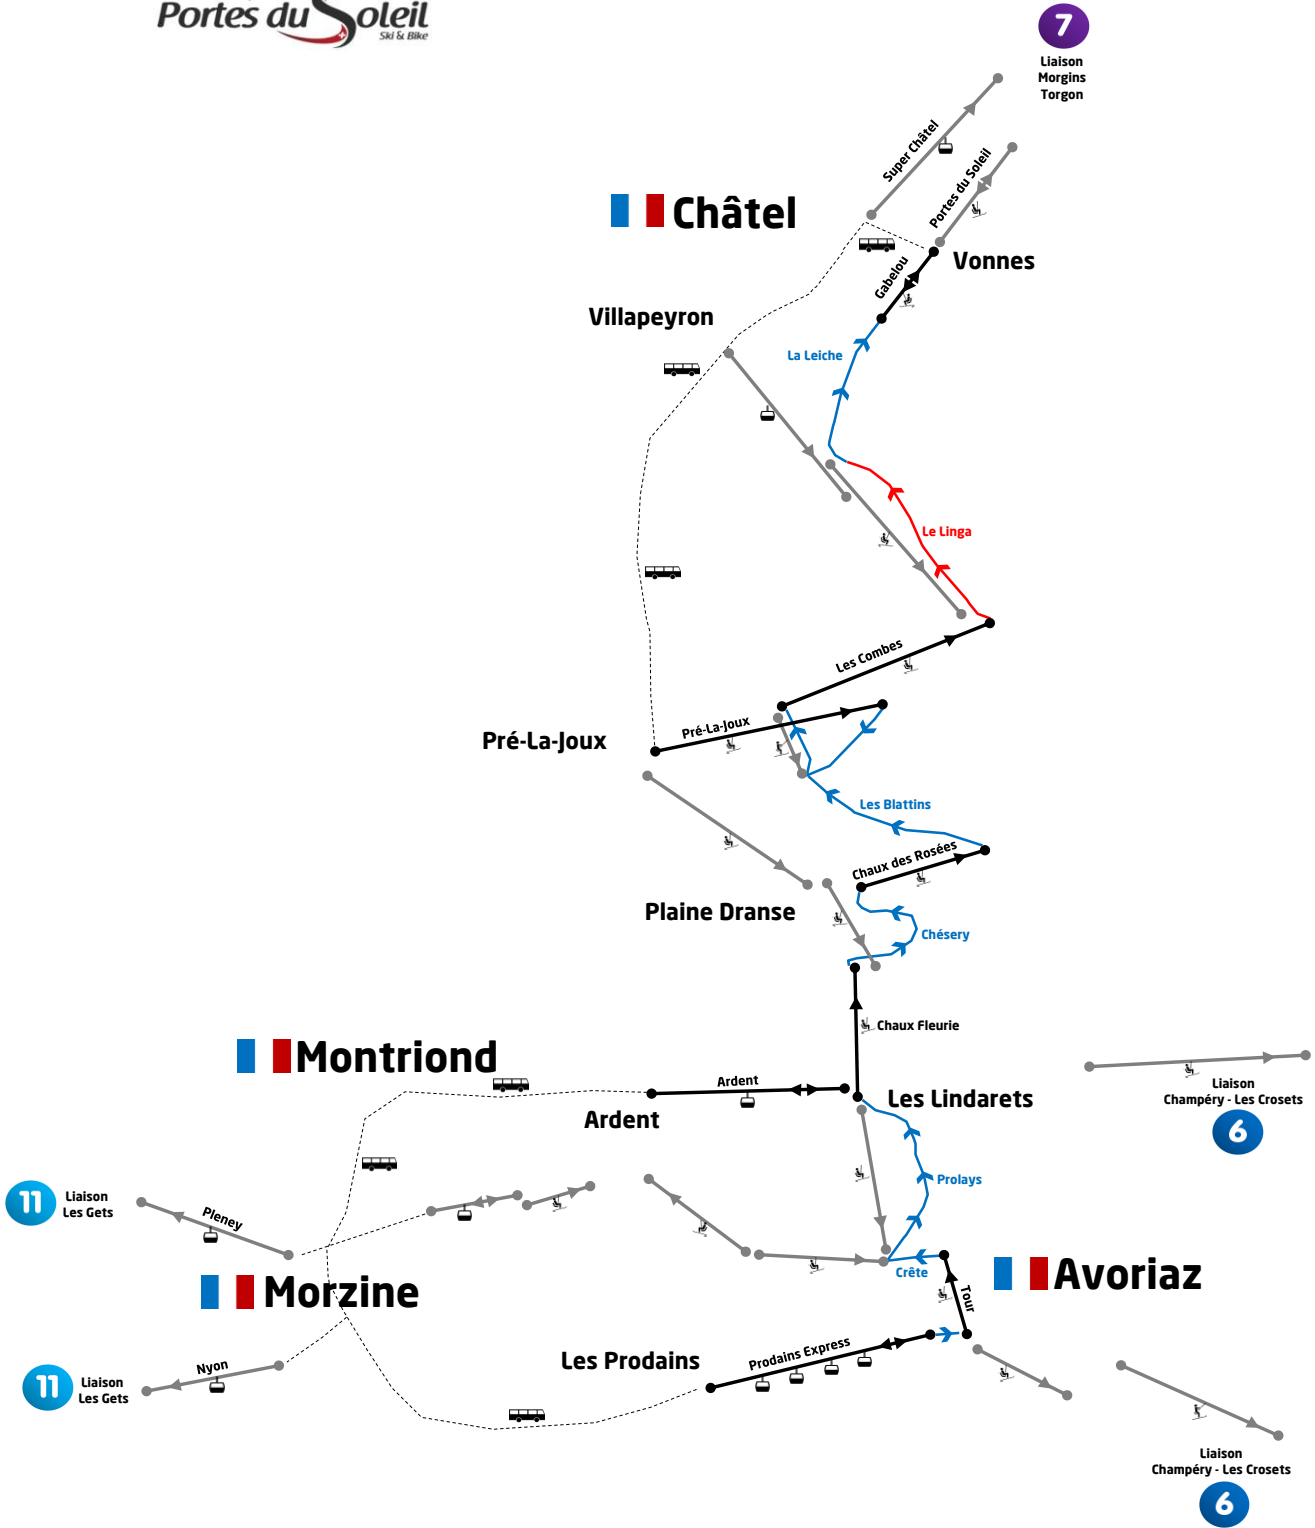 Portes du Soleil
Ski & Bike
7
Liaison
Morgins
Torgon
Super Châtel
Portes du Soleil
Châtel
Vonnes
Gabelou
Villapeyron
La Leiche
Le Linga
Les Combes
Pré-La-Joux
Pré-La-Joux
Les Blattins
Chaux des Rosées
Plaine Dranse
Chésery
Chaux Fleurie
Montriond
Ardent
Les Lindarets
Ardent
Liaison
Champéry - Les Crosets
6
Prolays
11
Liaison
Les Gets
Pleney
Crête
Avoriaz
Morzine
Tour
Les Prodains
Prodains Express
Nyon
11
Liaison
Les Gets
Liaison
Champéry - Les Crosets
6